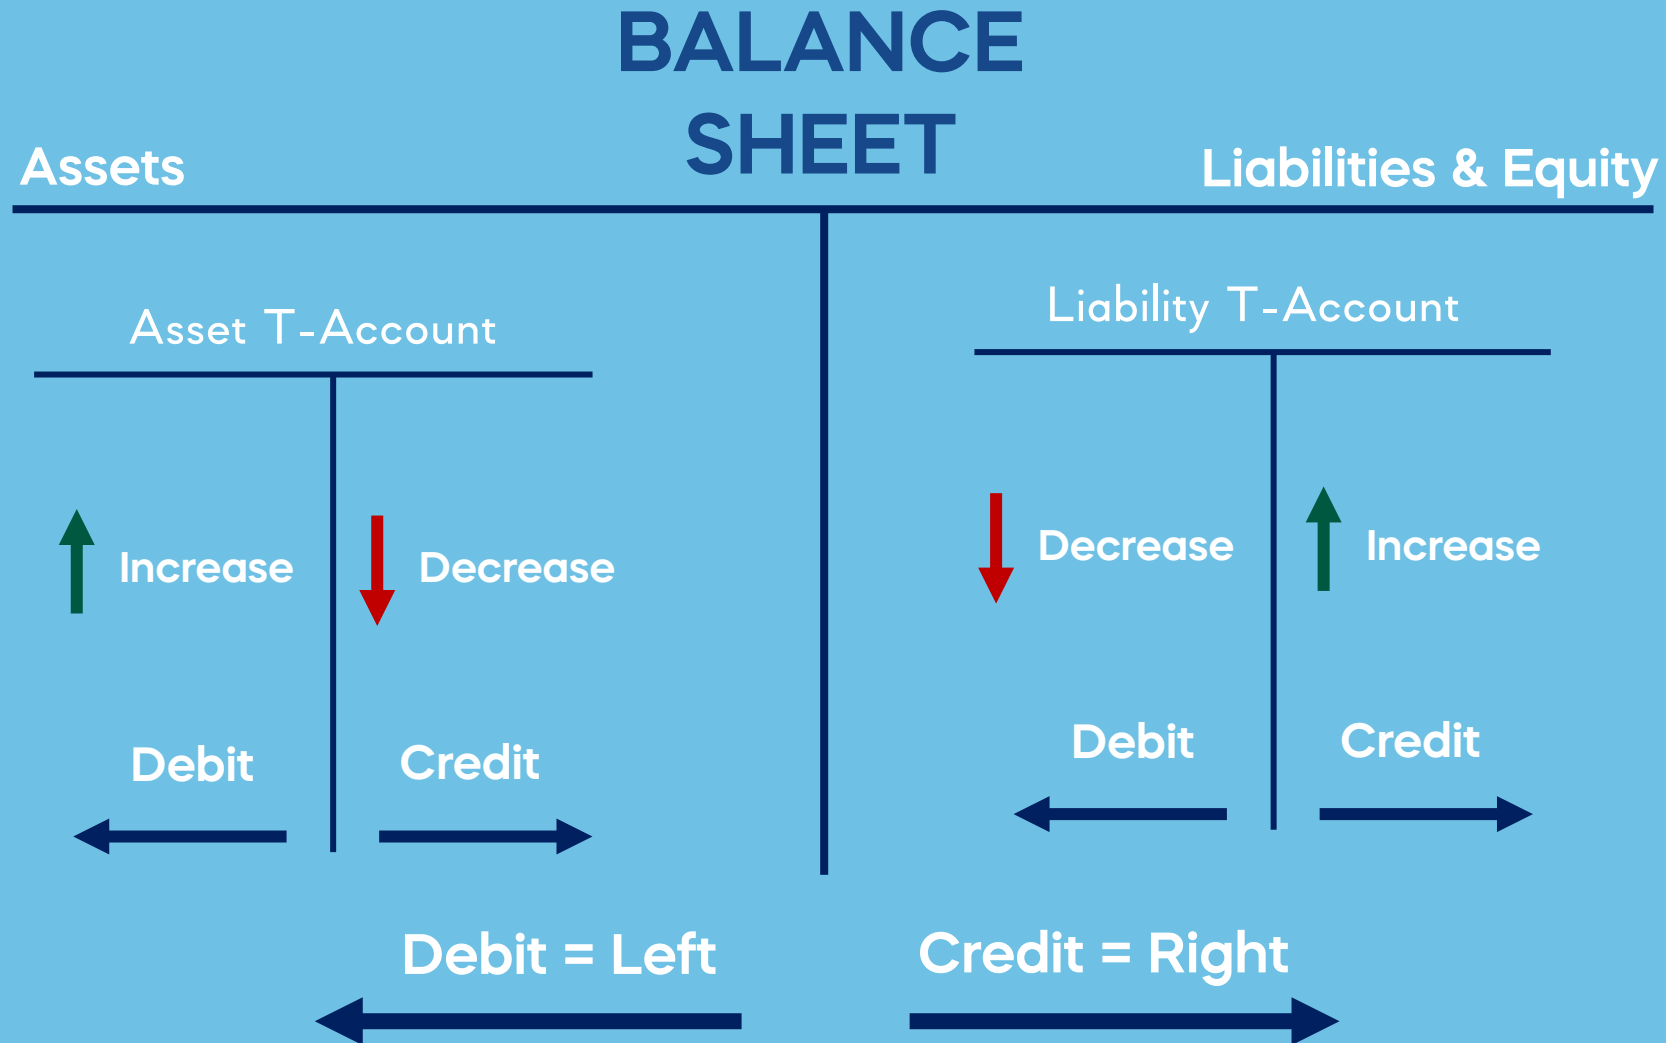 BALANCE
SHEET
Assets
Liabilities & Equity
Asset T-Account
Increase
Decrease
Debit
Credit
Liability T-Account
Decrease
Increase
Debit
Credit
Debit = Left
Credit = Right